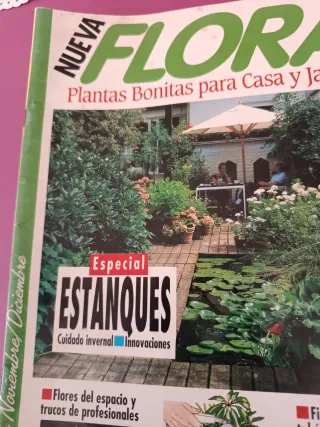 NUEVA
FLORA
Plantas Bonitas para Casa y Ja
Especial
ESTANQUES
Cuidado invernal Innovaciones
Noviembre/Diciembre
Flores del espacio y
trucos de profesionales